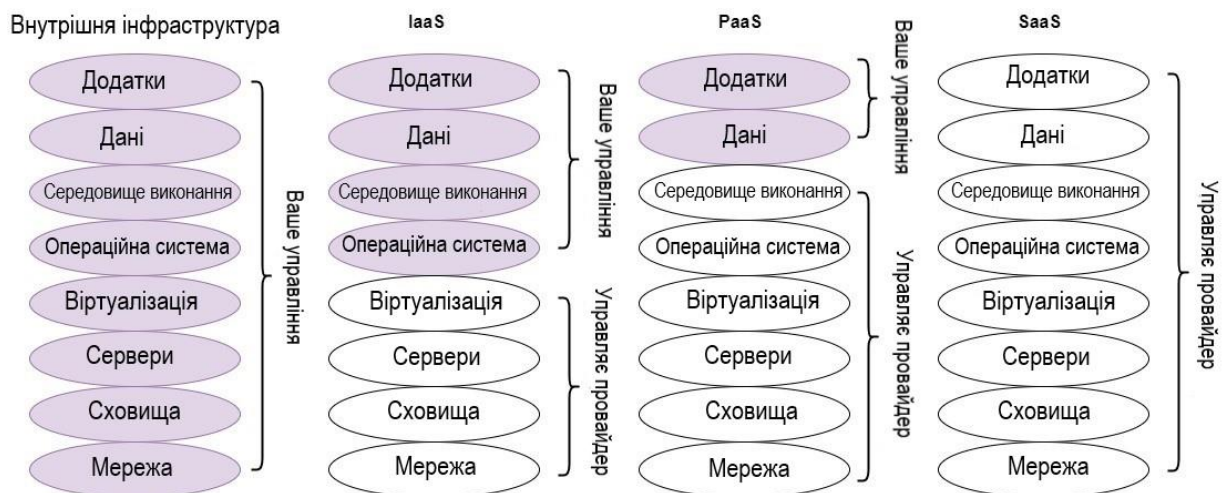 Внутрішня інфраструктура
Додатки
Дані
Середовище виконання
Операційна система
Віртуалізація
Сервери
Сховища
Мережа
Ваше управління
IaaS
Додатки
Дані
Середовище виконання
Операційна система
Віртуалізація
Сервери
Сховища
Мережа
Ваше управління
Управляє провайдер
PaaS
Додатки
Дані
Середовище виконання
Операційна система
Віртуалізація
Сервери
Сховища
Мережа
Ваше управління
Управляє провайдер
SaaS
Додатки
Дані
Середовище виконання
Операційна система
Віртуалізація
Сервери
Сховища
Мережа
Управляє провайдер